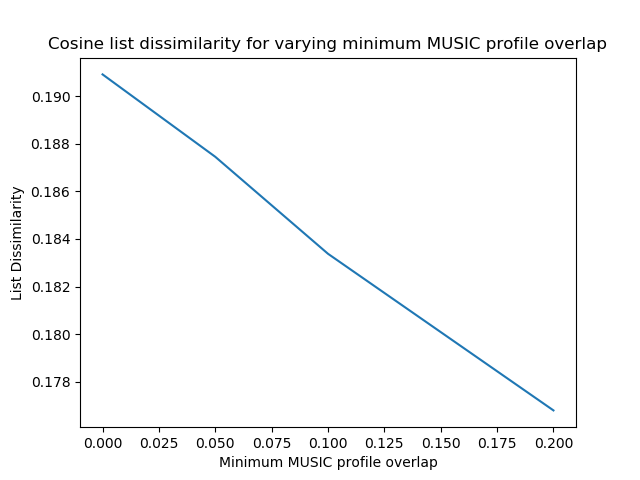 Cosine list dissimilarity for varying minimum MUSIC profile overlap
0.190
0.188
0.186
0.184
0.182
0.180
0.178
List Dissimilarity
0.000 0.025 0.050 0.075 0.100 0.125 0.150 0.175 0.200
Minimum MUSIC profile overlap